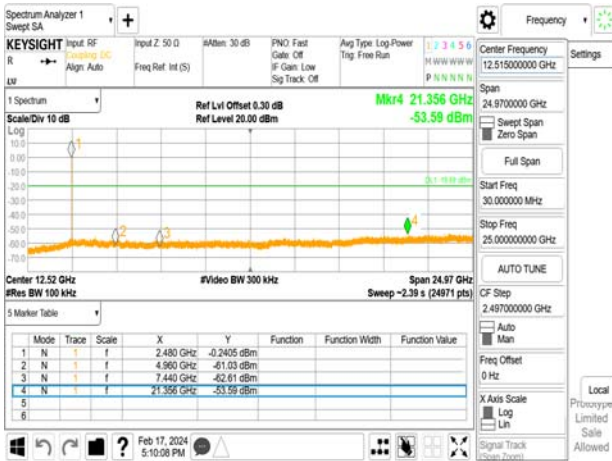 Spectrum Analyzer 1
Swept SA
+
Frequency
KEYSIGHT Input: RF
R
Coupling: DC
Align: Auto
LW
Input Z: 50 Ω
Freq Ref: Int (S)
#Atten: 30 dB
PNO: Fast
Gate: Off
IF Gain: Low
Sig Track: Off
Avg Type: Log-Power
Trig: Free Run
1 2 3 4 5 6
M WW WW WW
P N N N N N
1 Spectrum
Scale/Div 10 dB
Ref Lvl Offset 0.30 dB
Ref Level 20.00 dBm
Mkr4 21.356 GHz
-53.59 dBm
Log
10.0
0.00
-10.0
-20.0
-30.0
-40.0
-50.0
-60.0
-70.0
1
2
3
4
Center 12.52 GHz
#Res BW 100 kHz
#Video BW 300 kHz
Span 24.97 GHz
Sweep ~2.39 s (24971 pts)
5 Marker Table
Mode Trace Scale X Y Function Function Width Function Value
1 N 1 f 2.480 GHz -0.2405 dBm
2 N 1 f 4.960 GHz -61.03 dBm
3 N 1 f 7.440 GHz -62.61 dBm
4 N 1 f 21.356 GHz -53.59 dBm
5
6
Feb 17, 2024
5:10:08 PM
?
Center Frequency
12.515000000 GHz
Settings
Span
24.9700000 GHz
Swept Span
Zero Span
Full Span
Start Freq
30.000000 MHz
Stop Freq
25.000000000 GHz
AUTO TUNE
CF Step
2.497000000 GHz
Auto
Man
Freq Offset
0 Hz
X Axis Scale
Log
Lin
Signal Track
(Span Zoom)
Local
Prototype
Limited
Sale
Allowed